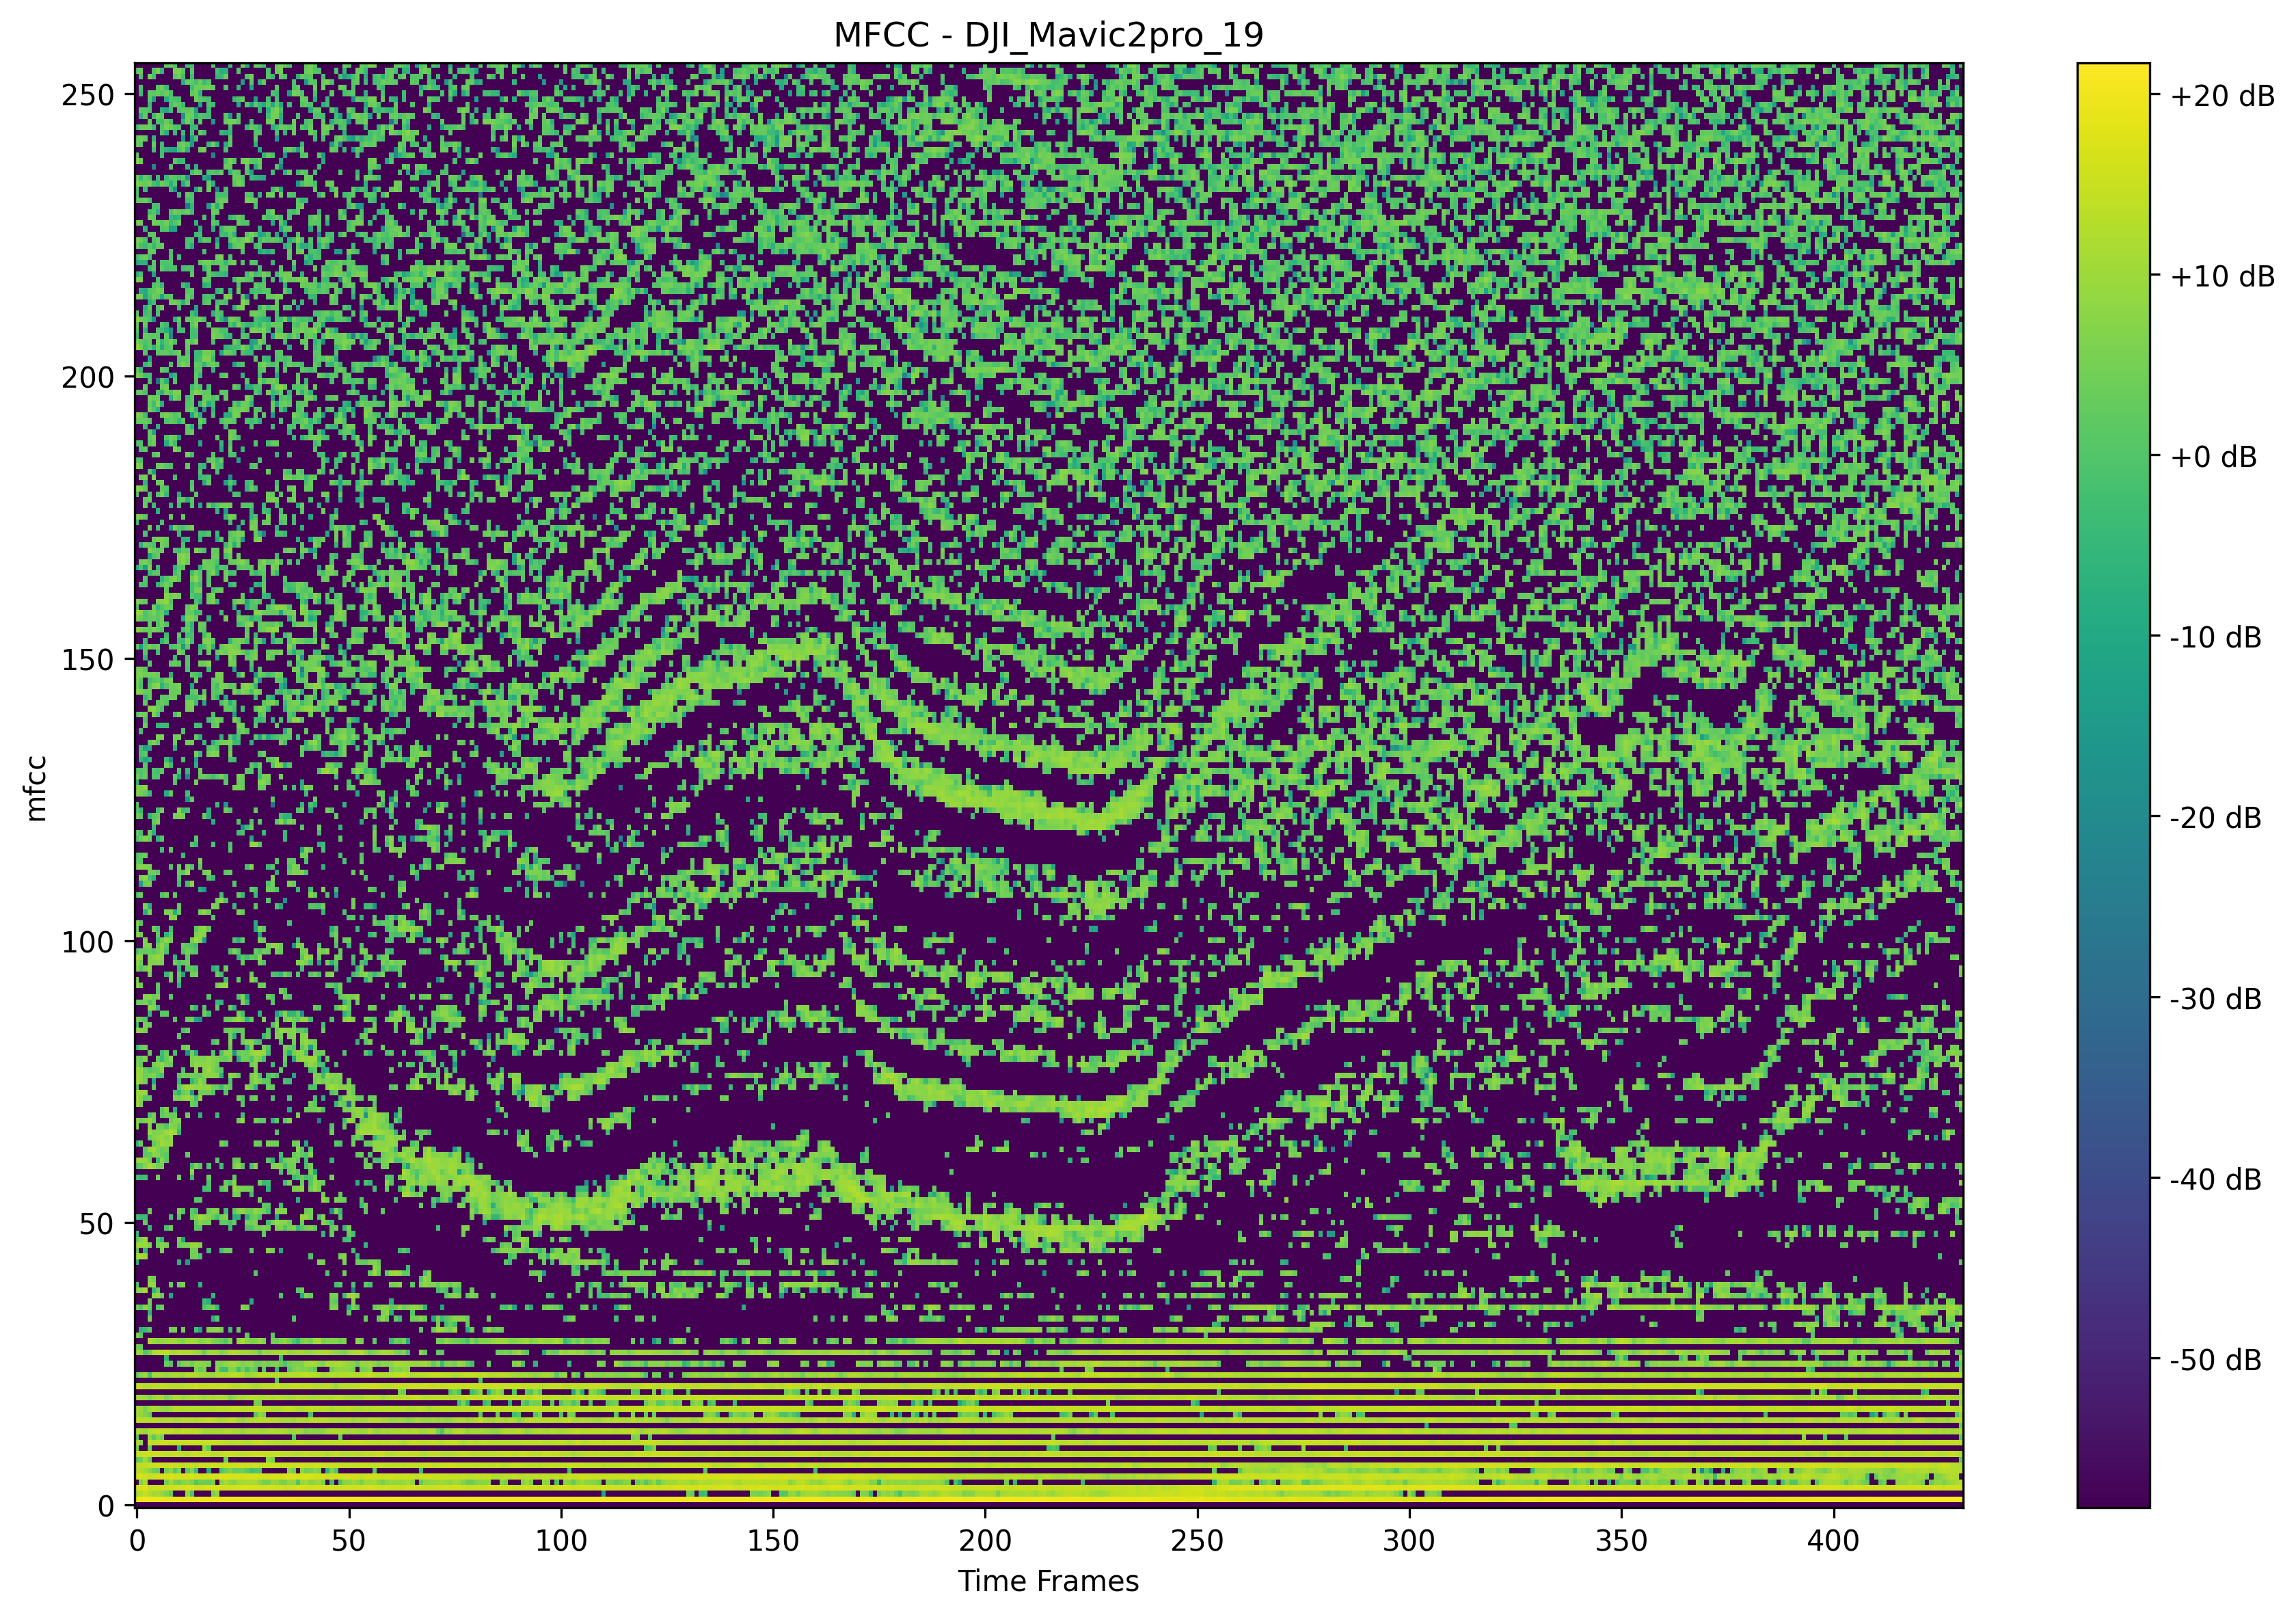 MFCC - DJI_Mavic2pro_19
250
200
150
100
50
0
mfcc
0 50 100 150 200 250 300 350 400
Time Frames
+20 dB
+10 dB
+0 dB
-10 dB
-20 dB
-30 dB
-40 dB
-50 dB